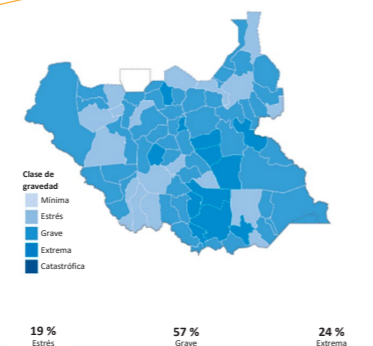 Clase de
gravedad
Mínima
Estrés
Grave
Extrema
Catastrófica
19 % 57 % 24 %
Estrés Grave Extrema